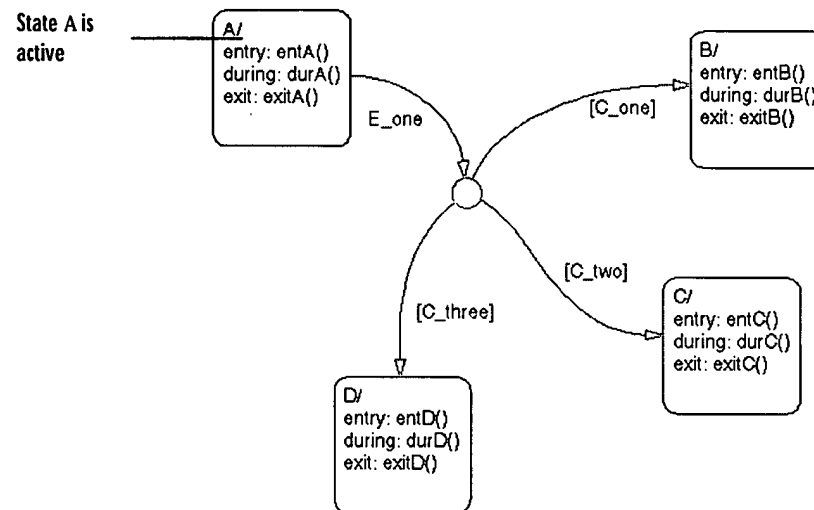 State A is
active
A/
entry: entA()
during: durA()
exit: exitA()
E_one
[C_one]
B/
entry: entB()
during: durB()
exit: exitB()
[C_two]
C/
entry: entC()
during: durC()
exit: exitC()
[C_three]
D/
entry: entD()
during: durD()
exit: exitD()